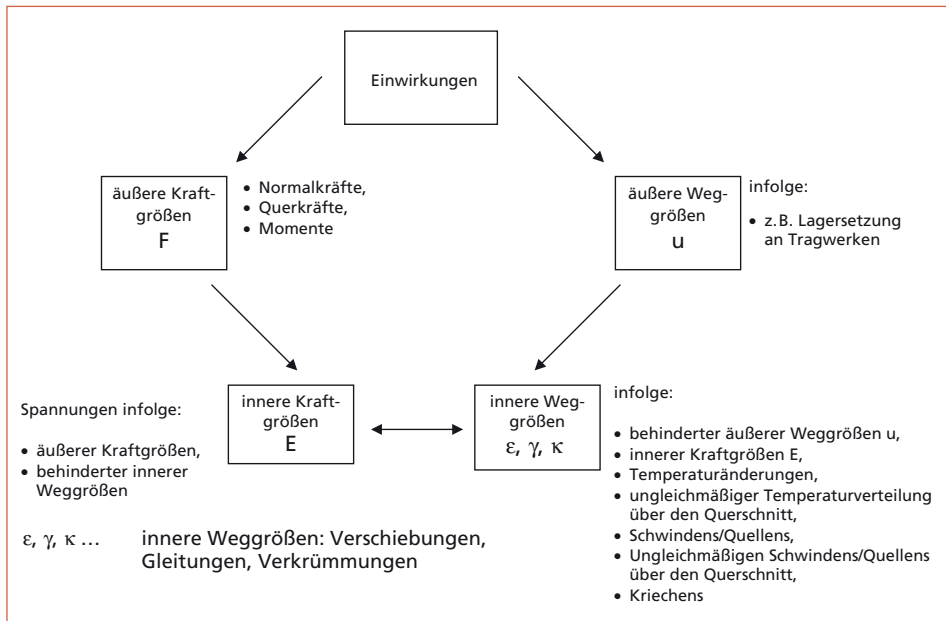 Einwirkungen
äußere Kraft-
größen
F
• Normalkräfte,
• Querkräfte,
• Momente
äußere Weg-
größen
u
infolge:
• z.B. Lagersetzung
an Tragwerken
Spannungen infolge:
• äußerer Kraftgrößen,
• behinderter innerer
Weggrößen
innere Kraft-
größen
E
innere Weg-
größen
ε, γ, κ
infolge:
• behinderter äußerer Weggrößen u,
• innerer Kraftgrößen E,
• Temperaturänderungen,
• ungleichmäßiger Temperaturverteilung
über den Querschnitt,
• Schwindens/Quellens,
• Ungleichmäßigen Schwindens/Quellens
über den Querschnitt,
• Kriechens
ε, γ, κ ... innere Weggrößen: Verschiebungen,
Gleitungen, Verkrümmungen